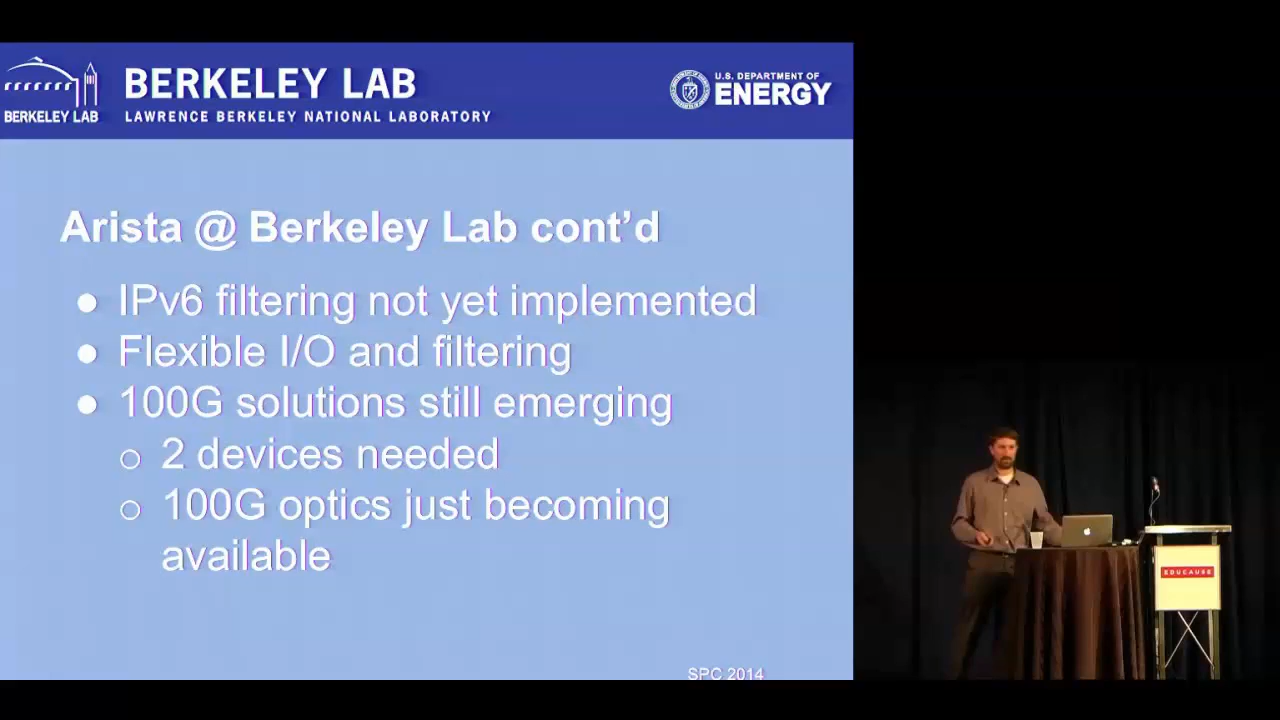 BERKELEY LAB
BERKELEY LAB
LAWRENCE BERKELEY NATIONAL LABORATORY
U.S. DEPARTMENT OF
ENERGY
Arista @ Berkeley Lab cont’d
● IPv6 filtering not yet implemented
● Flexible I/O and filtering
● 100G solutions still emerging
○ 2 devices needed
○ 100G optics just becoming
available
SPC 2014
EDUCAUSE